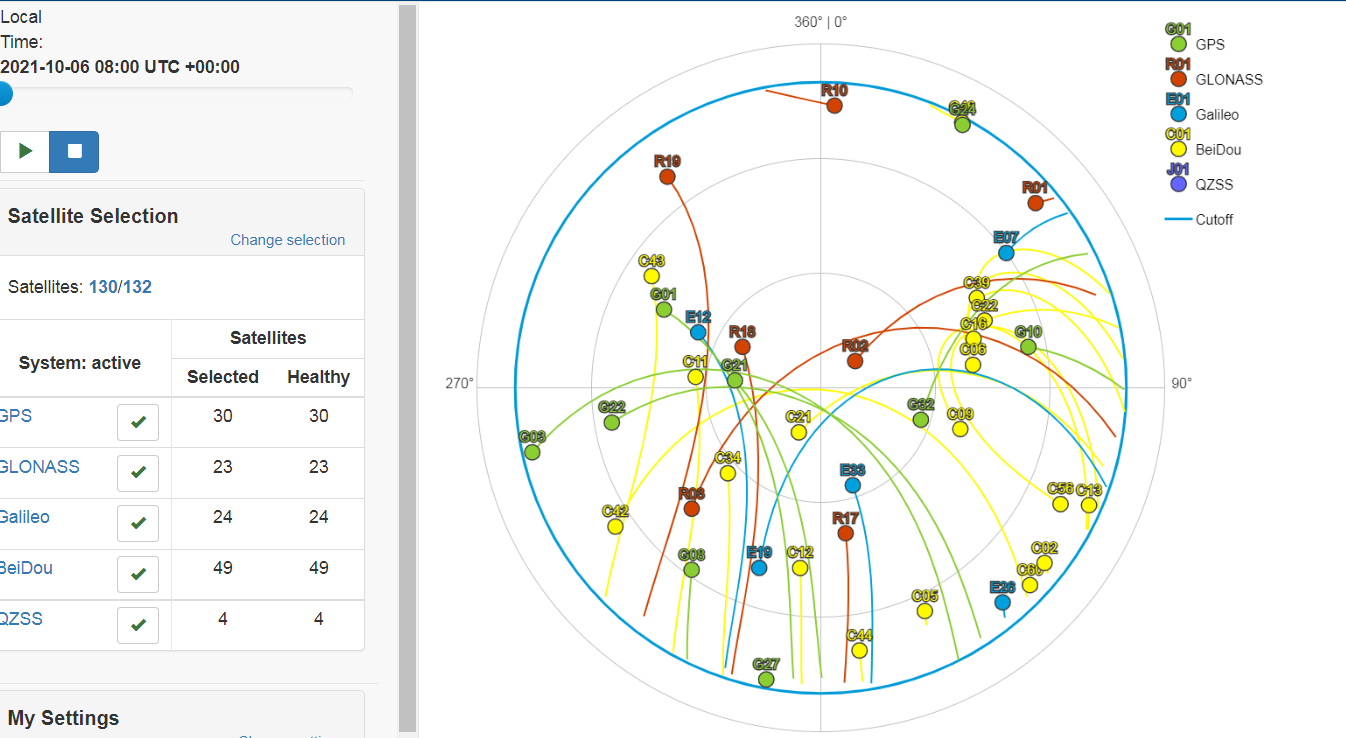 Local
Time:
2021-10-06 08:00 UTC +00:00
Satellite Selection
Change selection
Satellites: 130/132
System: active
Satellites
Selected Healthy
GPS 30 30
GLONASS 23 23
Galileo 24 24
BeiDou 49 49
QZSS 4 4
My Settings
360° | 0°
R10
G24
R19
R01
E07
C43
C39
G01
C22
E12
C16
R18
G10
R02
C06
C11
G21
270°
90°
G22
C21
G32
C09
G03
C34
E33
R03
C56 C13
C42
R17
C02
G08
E19
C12
C60
E26
C05
C44
G27
G01
GPS
R01
GLONASS
E01
Galileo
C01
BeiDou
J01
QZSS
Cutoff